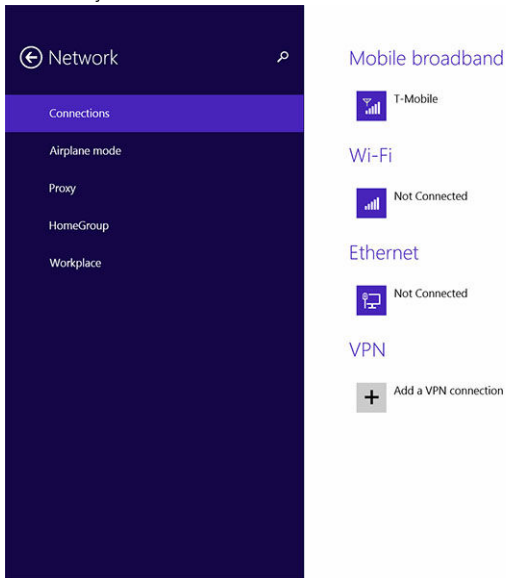 Network
Connections
Airplane mode
Proxy
HomeGroup
Workplace
Mobile broadband
T-Mobile
Wi-Fi
Not Connected
Ethernet
Not Connected
VPN
Add a VPN connection